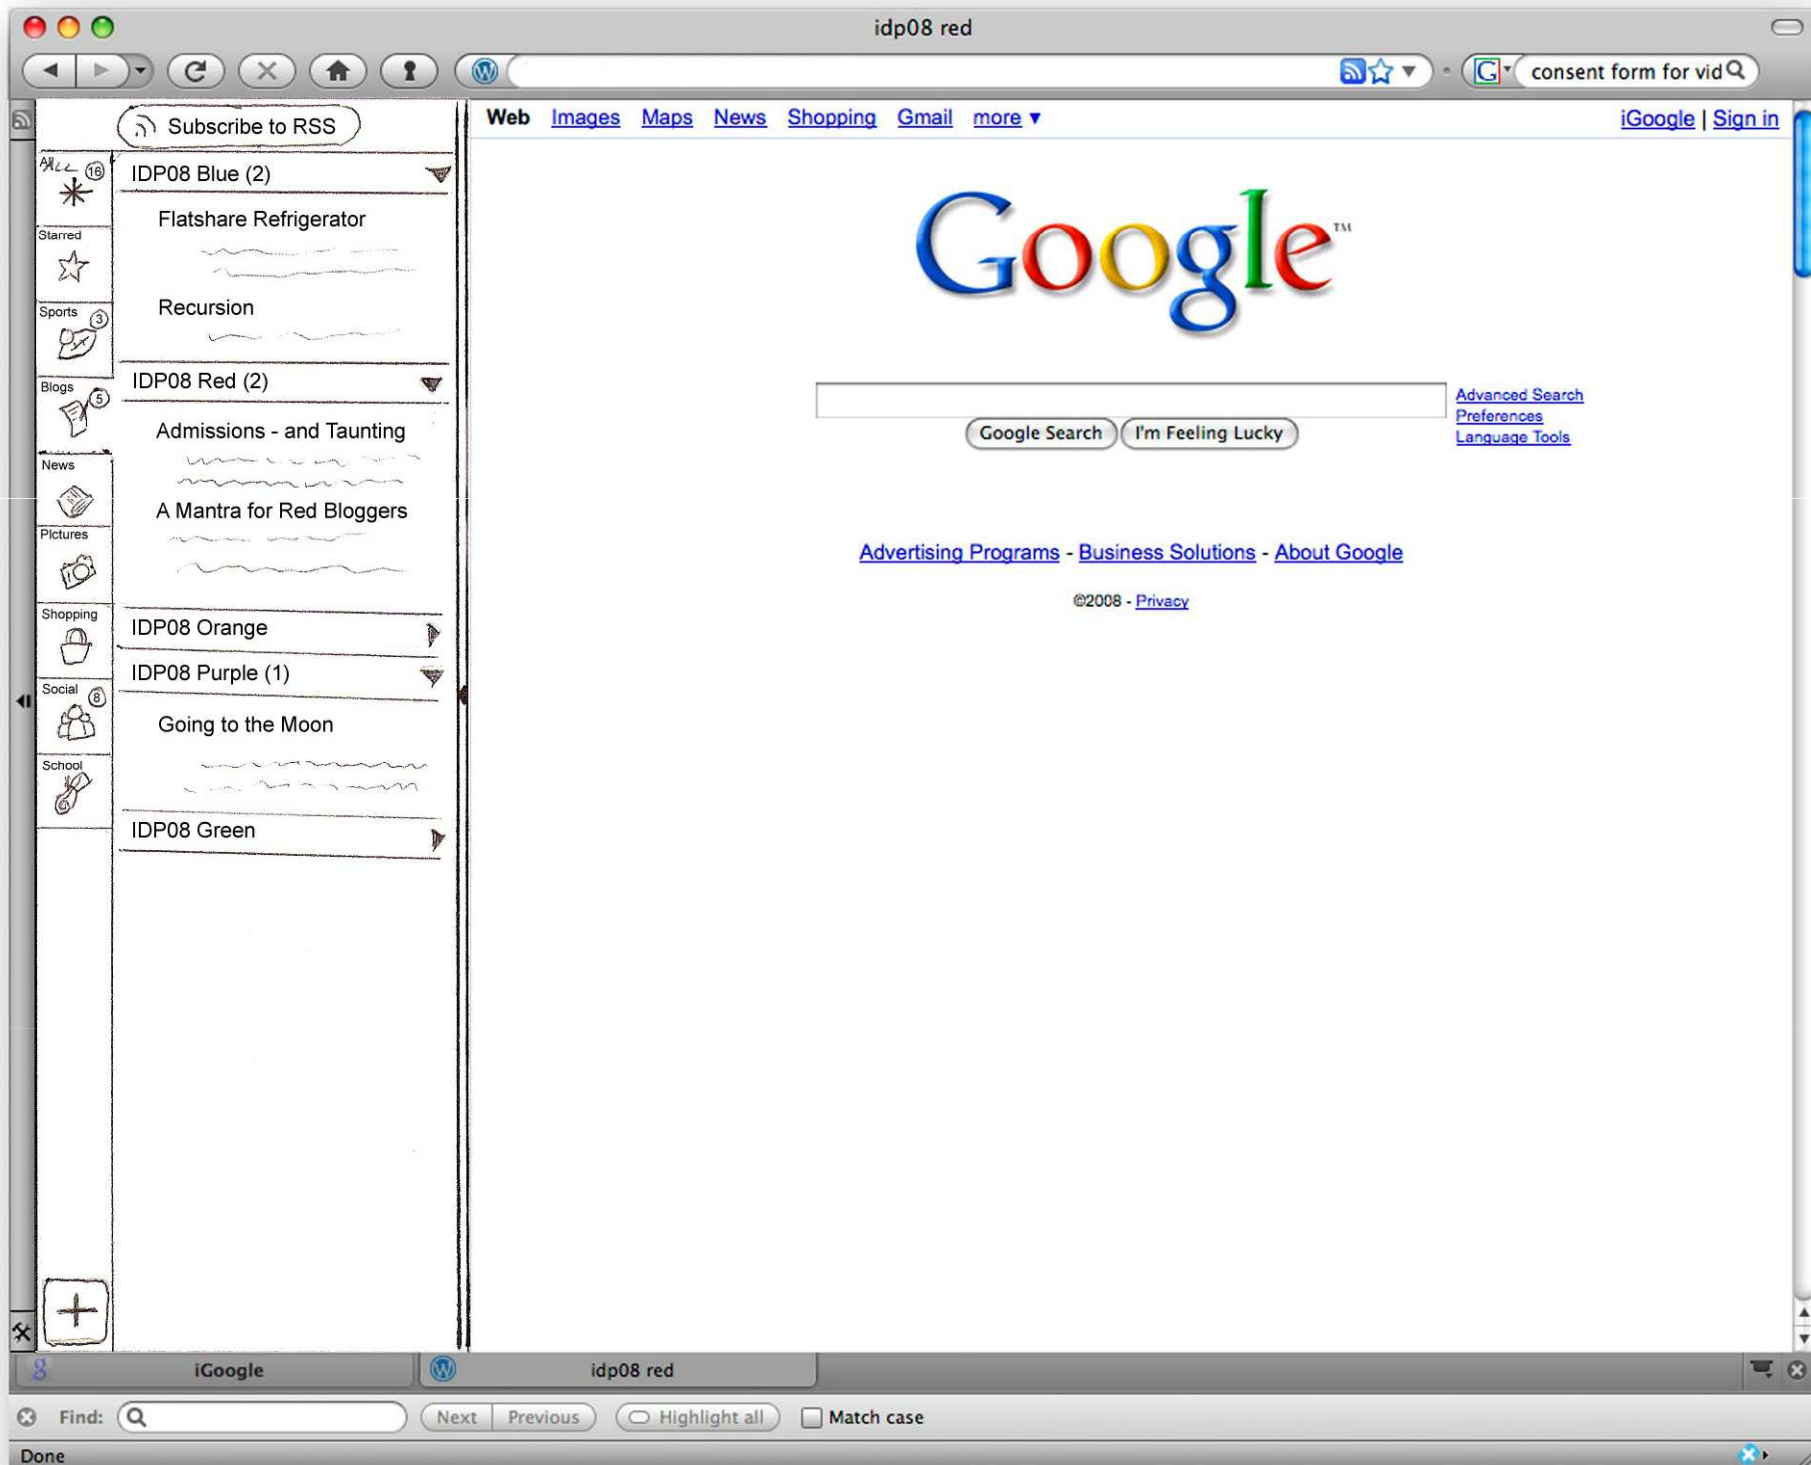 idp08 red
consent form for vid
Subscribe to RSS
Web Images Maps News Shopping Gmail more ▼
iGoogle | Sign in
ALL 16
Starred
Sports 3
Blogs 5
News
Pictures
Shopping
Social 8
School
IDP08 Blue (2)
Flatshare Refrigerator
Recursion
IDP08 Red (2)
Admissions - and Taunting
A Mantra for Red Bloggers
IDP08 Orange
IDP08 Purple (1)
Going to the Moon
IDP08 Green
Google™
Advanced Search
Preferences
Language Tools
Google Search I'm Feeling Lucky
Advertising Programs - Business Solutions - About Google
©2008 - Privacy
iGoogle
idp08 red
Find: Next Previous Highlight all Match case
Done